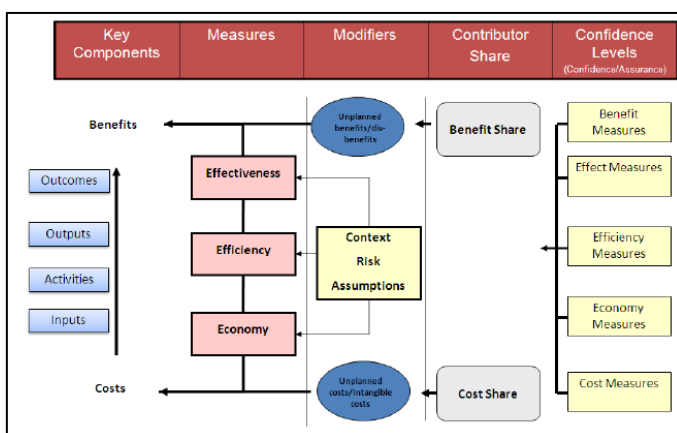 Key
Components
Measures
Modifiers
Contributor
Share
Confidence
Levels
(Confidence/Assurance)
Benefits
Unplanned
benefits/dis-
benefits
Benefit Share
Benefit
Measures
Outcomes
Effectiveness
Effect Measures
Outputs
Efficiency
Context
Risk
Assumptions
Efficiency
Measures
Activities
Inputs
Economy
Economy
Measures
Costs
Unplanned
costs/Intangible
costs
Cost Share
Cost Measures